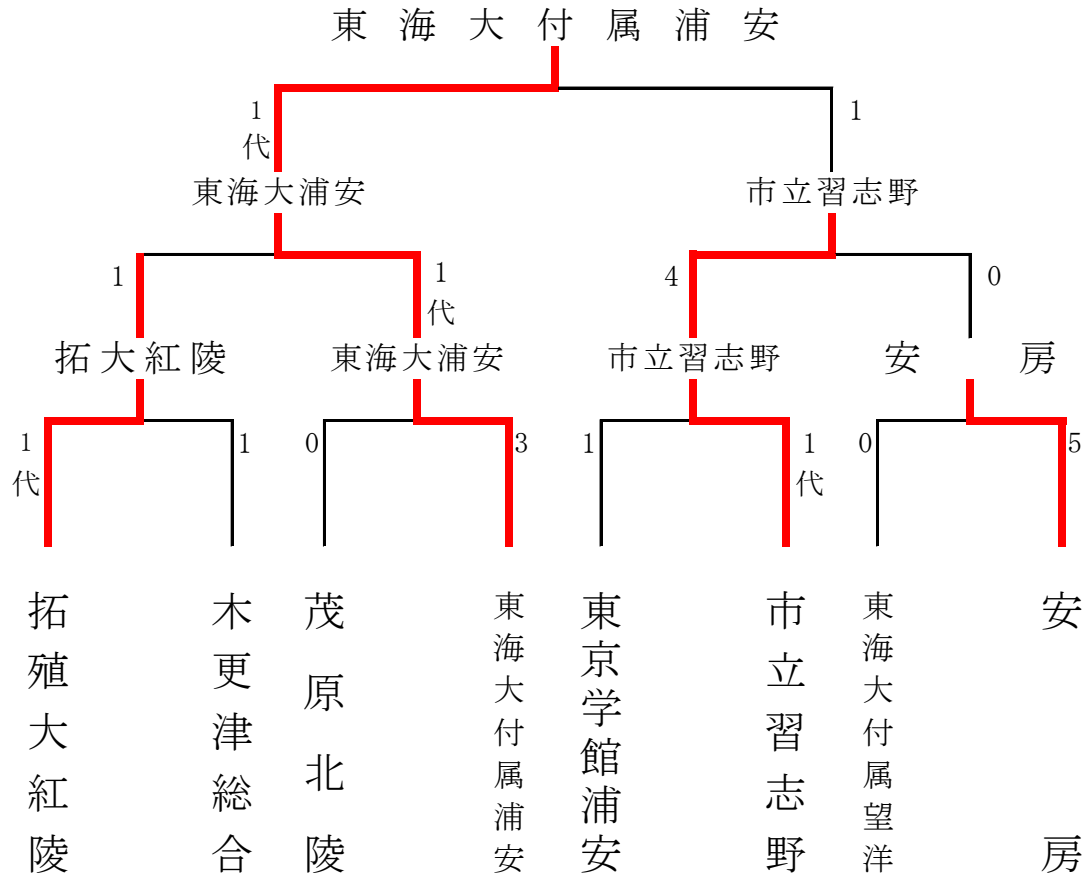 東海大付属浦安
1代
1
東海大浦安
市立習志野
1
1代
4
0
拓大紅陵
東海大浦安
市立習志野
安房
1代
1
0
3
1
1代
0
5
拓殖大紅陵
木更津総合
茂原北陵
東海大付属浦安
東京学館浦安
市立習志野
東海大付属望洋
安房